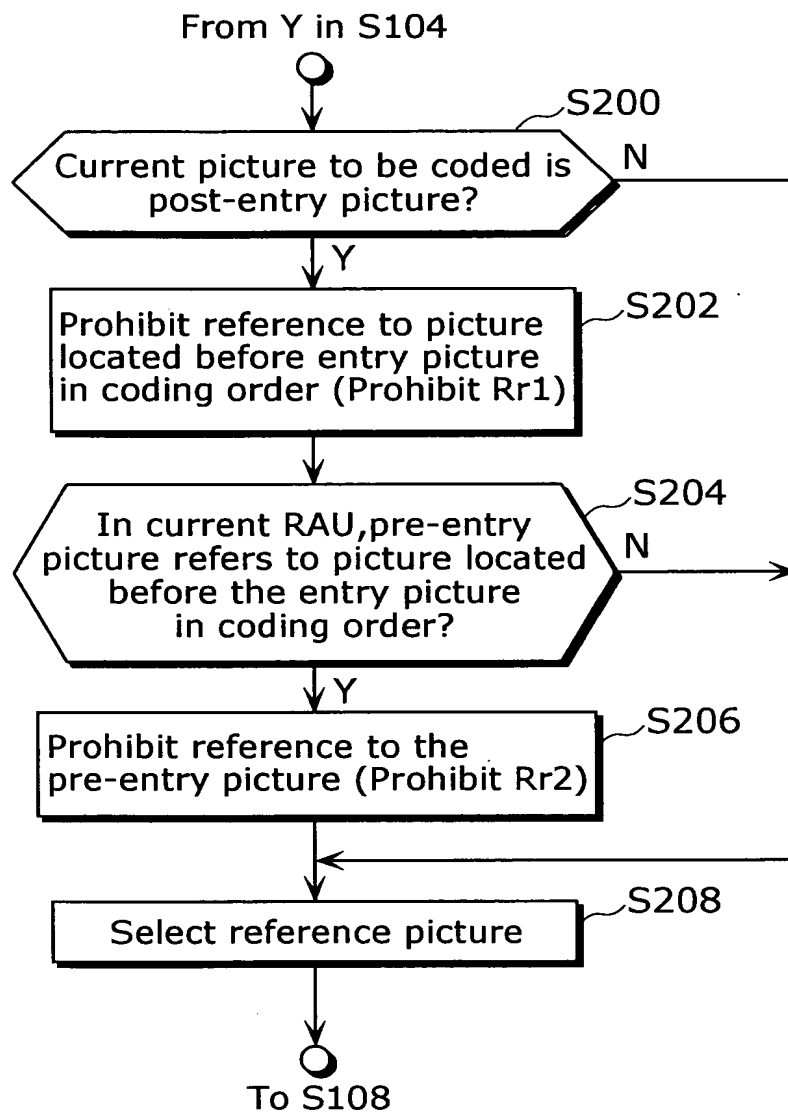 From Y in S104
S200
Current picture to be coded is
post-entry picture?
N
Y
S202
Prohibit reference to picture
located before entry picture
in coding order (Prohibit Rr1)
S204
In current RAU,pre-entry
picture refers to picture located
before the entry picture
in coding order?
N
Y
S206
Prohibit reference to the
pre-entry picture (Prohibit Rr2)
S208
Select reference picture
To S108